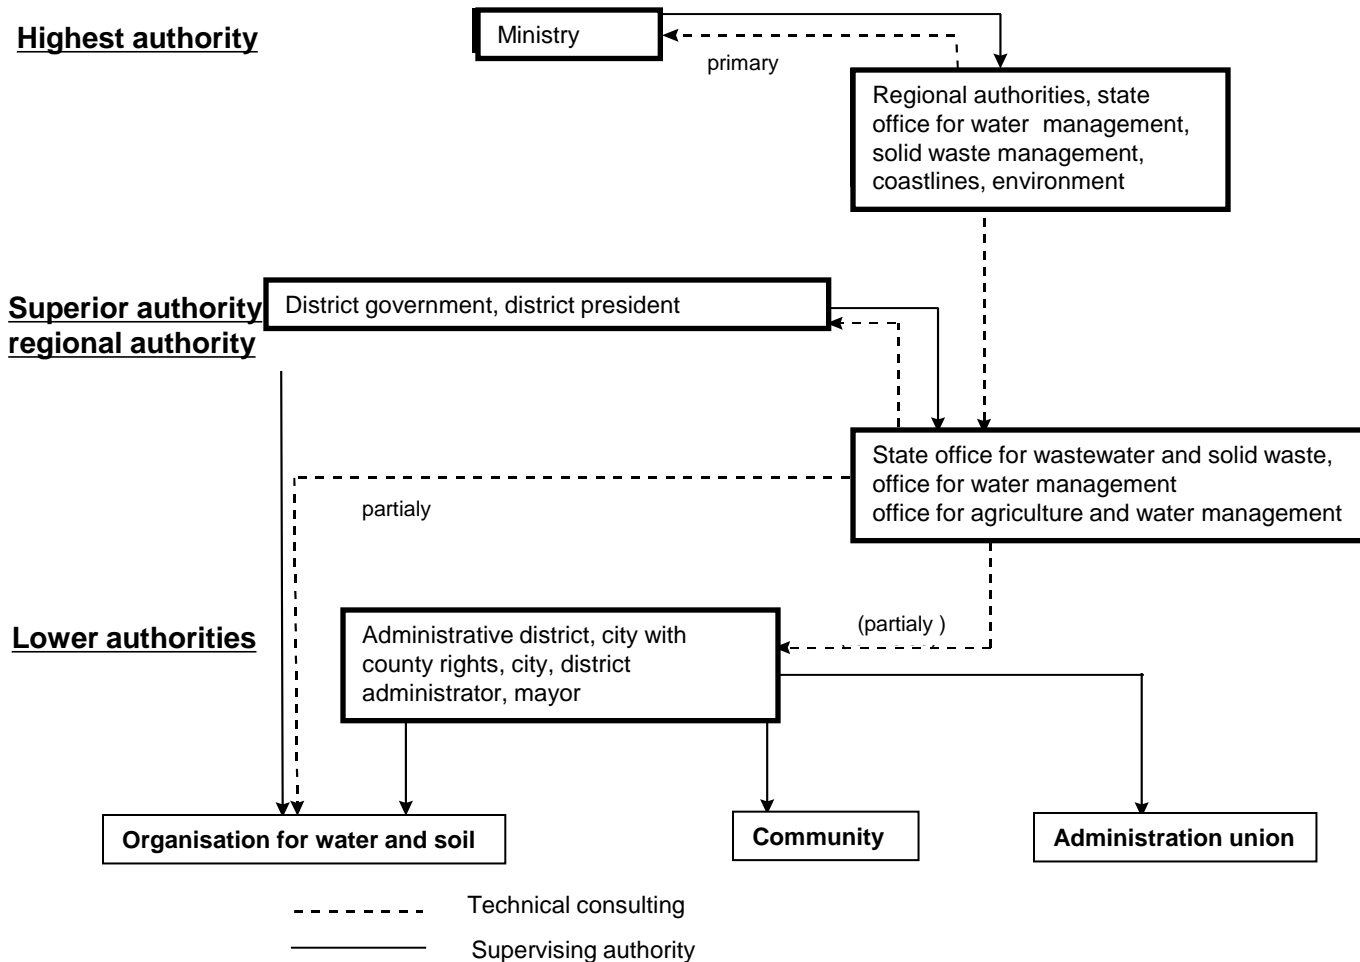 Highest authority
Ministry
primary
Regional authorities, state
office for water management,
solid waste management,
coastlines, environment
Superior authority
regional authority
District government, district president
State office for wastewater and solid waste,
office for water management
office for agriculture and water management
partialy
(partialy )
Lower authorities
Administrative district, city with
county rights, city, district
administrator, mayor
Organisation for water and soil
Community
Administration union
Technical consulting
Supervising authority